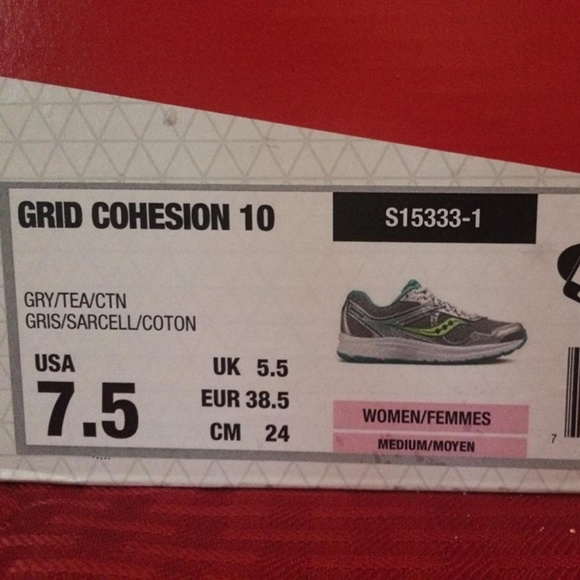 GRID COHESION 10
S15333-1
GRY/TEA/CTN
GRIS/SARCELL/COTON
USA
7.5
UK 5.5
EUR 38.5
CM 24
WOMEN/FEMMES
MEDIUM/MOYEN
7